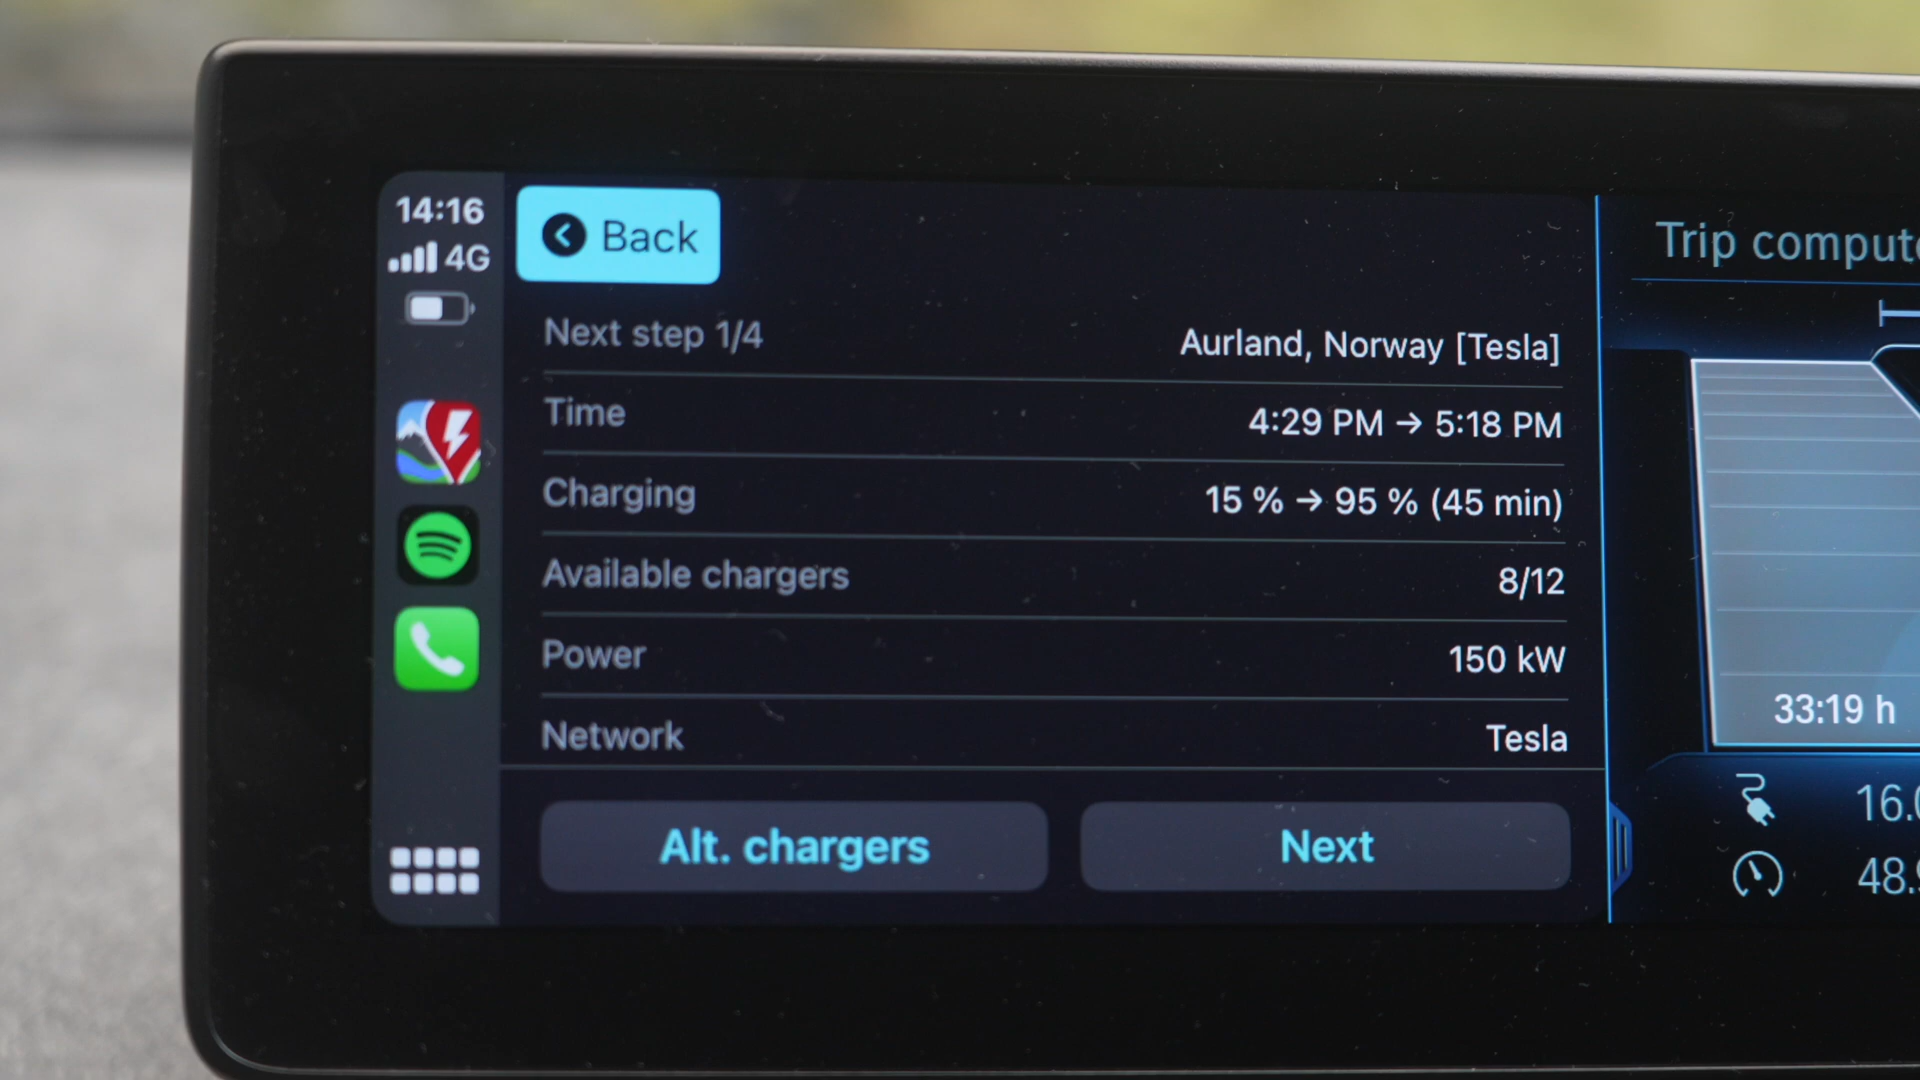 14:16
4G
Back
Next step 1/4
Aurland, Norway [Tesla]
Time
4:29 PM → 5:18 PM
Charging
15 % → 95 % (45 min)
Available chargers
8/12
Power
150 kW
Network
Tesla
Alt. chargers
Next
Trip
33:19 h